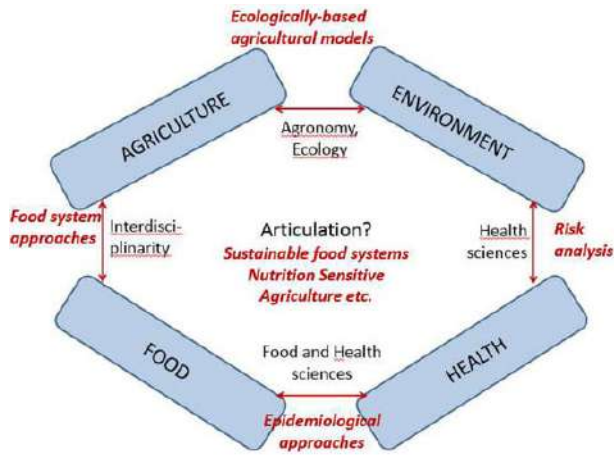 Ecologically-based
agricultural models
AGRICULTURE
ENVIRONMENT
Agronomy,
Ecology
Food system
approaches
Interdisci-
plinarity
Articulation?
Sustainable food systems
Nutrition Sensitive
Agriculture etc.
Health
sciences
Risk
analysis
FOOD
Food and Health
sciences
HEALTH
Epidemiological
approaches